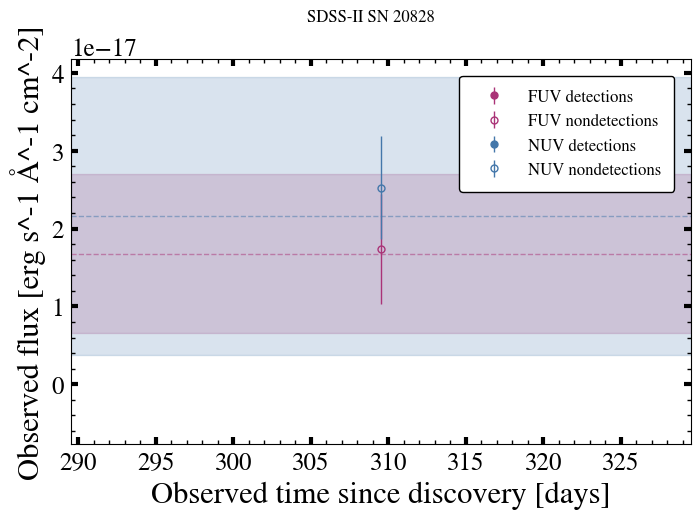 SDSS-II SN 20828
1e−17
Observed flux [erg s^-1 Å^-1 cm^-2]
4
3
2
1
0
FUV detections
FUV nondetections
NUV detections
NUV nondetections
290 295 300 305 310 315 320 325
Observed time since discovery [days]